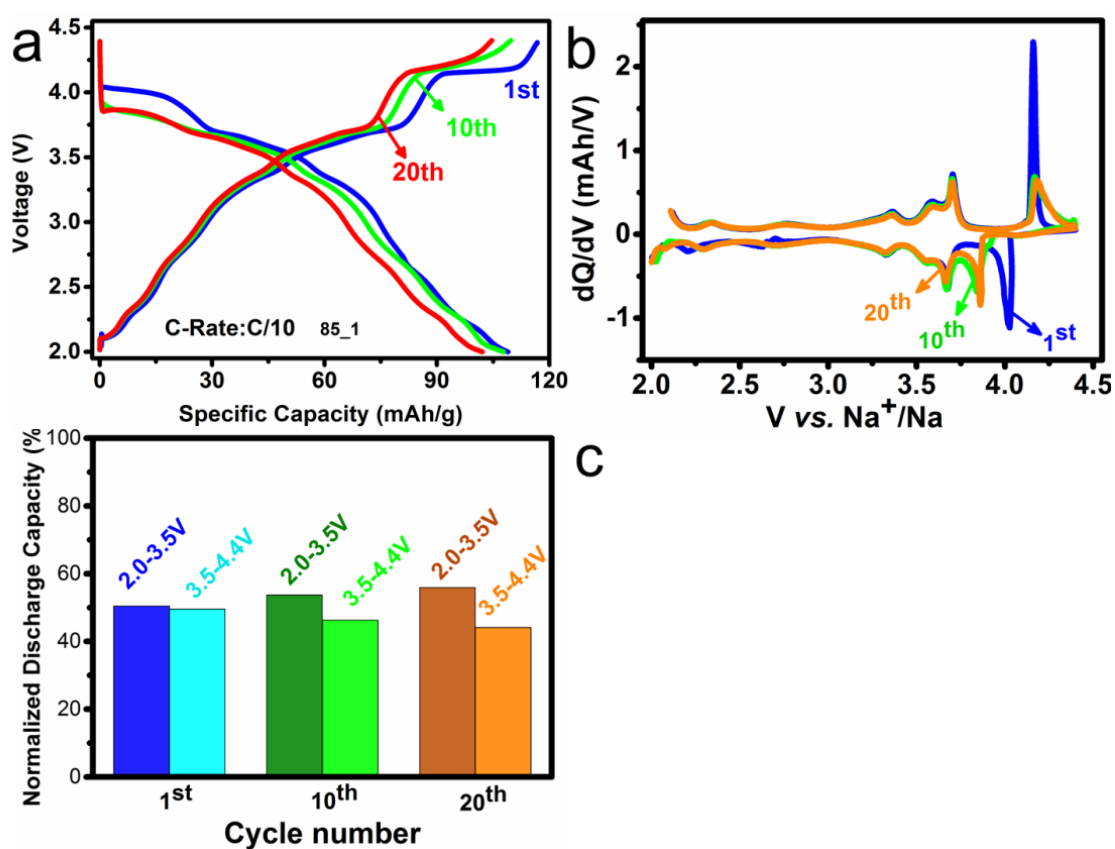 a
4.5
4.0
3.5
3.0
2.5
2.0
Voltage (V)
1st
10th
20th
C-Rate:C/10 85_1
0 30 60 90 120
Specific Capacity (mAh/g)
b
2
1
0
-1
dQ/dV (mAh/V)
20th
10th
1st
2.0 2.5 3.0 3.5 4.0 4.5
V vs. Na+/Na
c
100
80
60
40
20
0
Normalized Discharge Capacity (%
2.0-3.5V
3.5-4.4V
2.0-3.5V
3.5-4.4V
2.0-3.5V
3.5-4.4V
1st 10th 20th
Cycle number